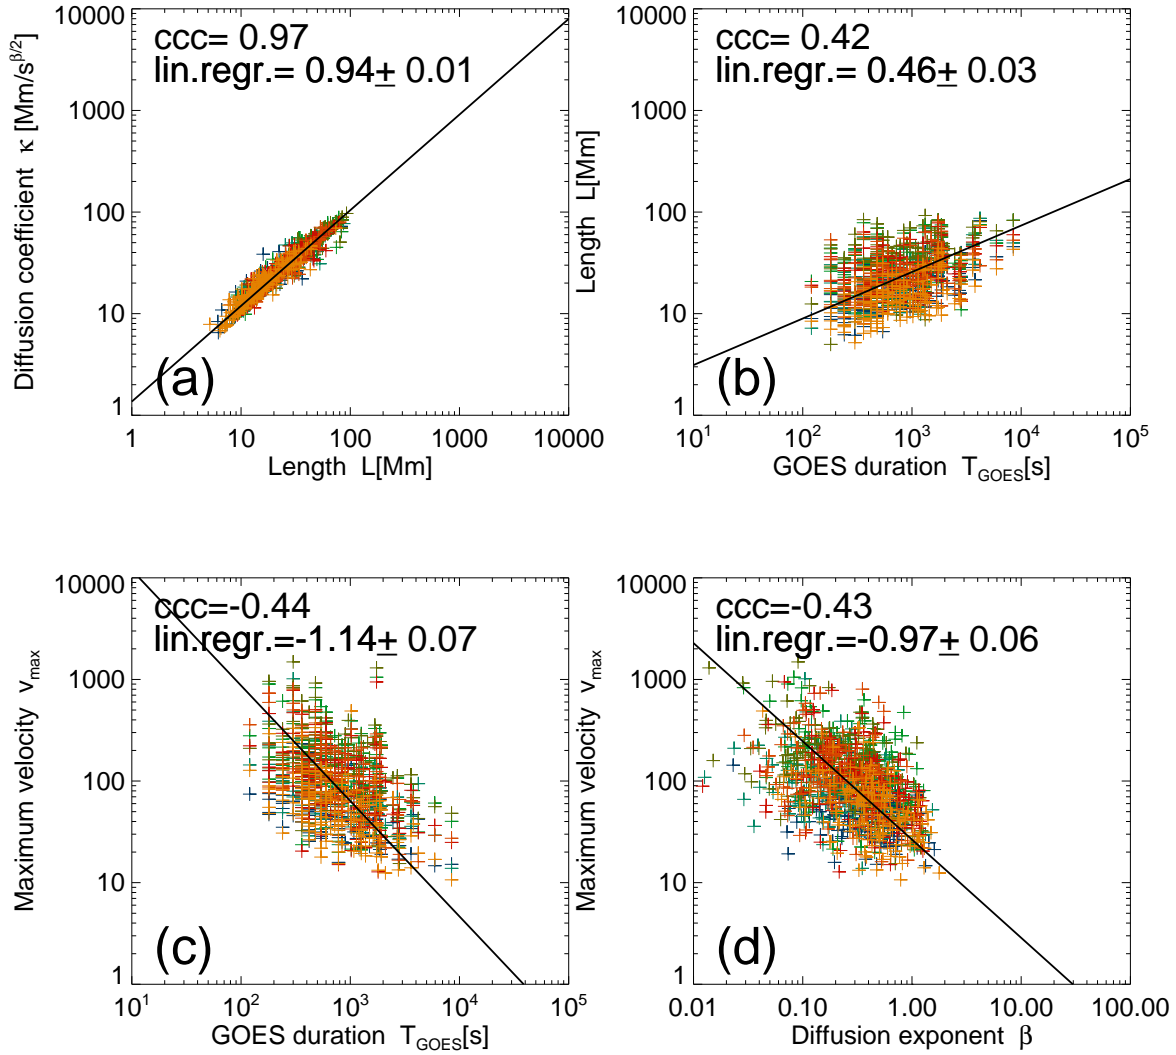 ccc= 0.97
lin.regr.= 0.94± 0.01
(a)
Diffusion coefficient κ [Mm/s^β/2]
10000
1000
100
10
1
1 10 100 1000 10000
Length L[Mm]
ccc= 0.42
lin.regr.= 0.46± 0.03
(b)
Length L[Mm]
10000
1000
100
10
1
10^1 10^2 10^3 10^4 10^5
GOES duration T_GOES[s]
ccc=-0.44
lin.regr.=-1.14± 0.07
(c)
Maximum velocity v_max
10000
1000
100
10
1
10^1 10^2 10^3 10^4 10^5
GOES duration T_GOES[s]
ccc=-0.43
lin.regr.=-0.97± 0.06
(d)
Maximum velocity v_max
10000
1000
100
10
1
0.01 0.10 1.00 10.00 100.00
Diffusion exponent β